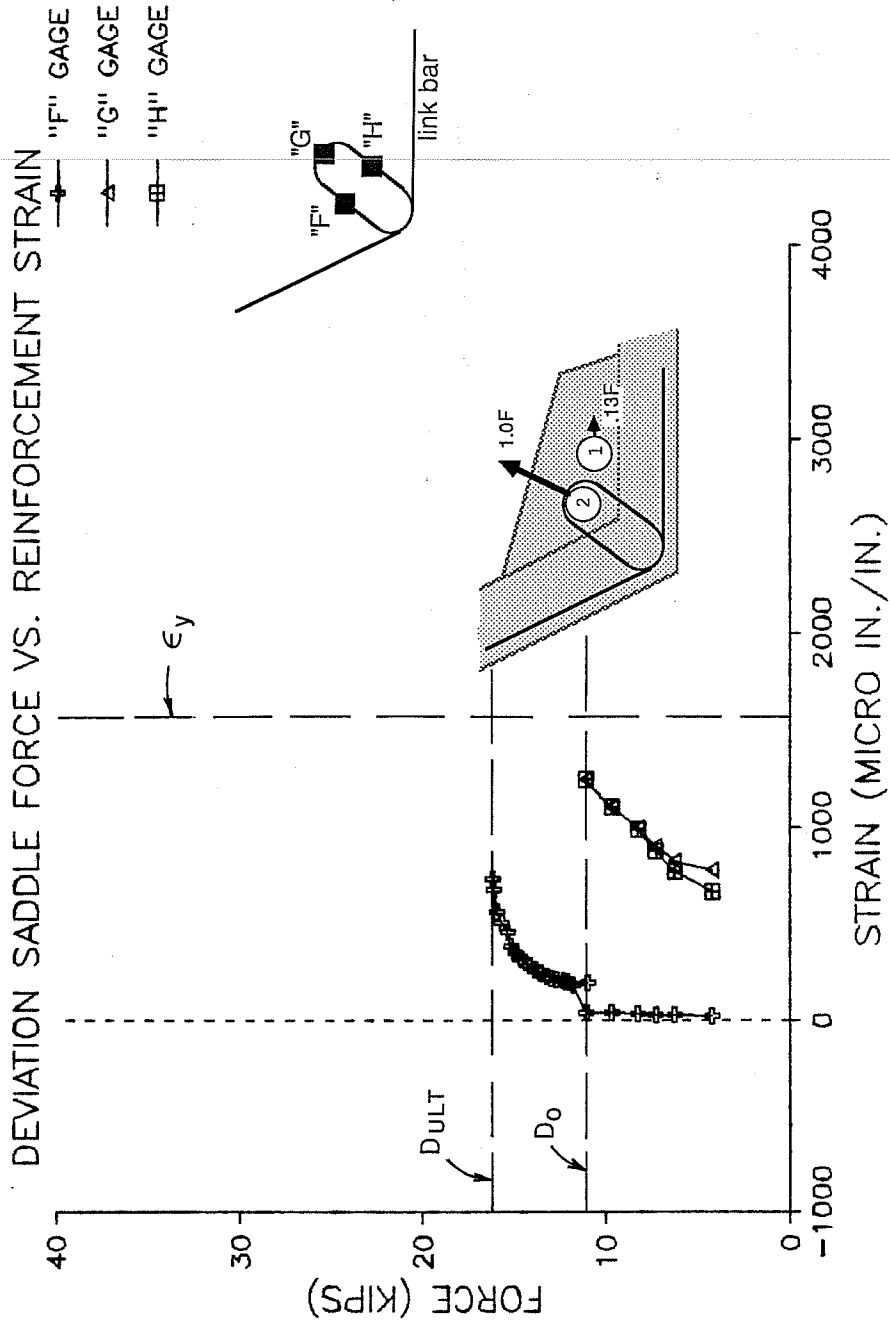 DEVIATION SADDLE FORCE VS. REINFORCEMENT STRAIN
"F" GAGE
"G" GAGE
"H" GAGE
"G"
"F"
"H"
link bar
ϵy
1.0F
2
1
.13F
DULT
D0
40
30
20
10
0
FORCE (KIPS)
-1000
0
1000
2000
3000
4000
STRAIN (MICRO IN./IN.)